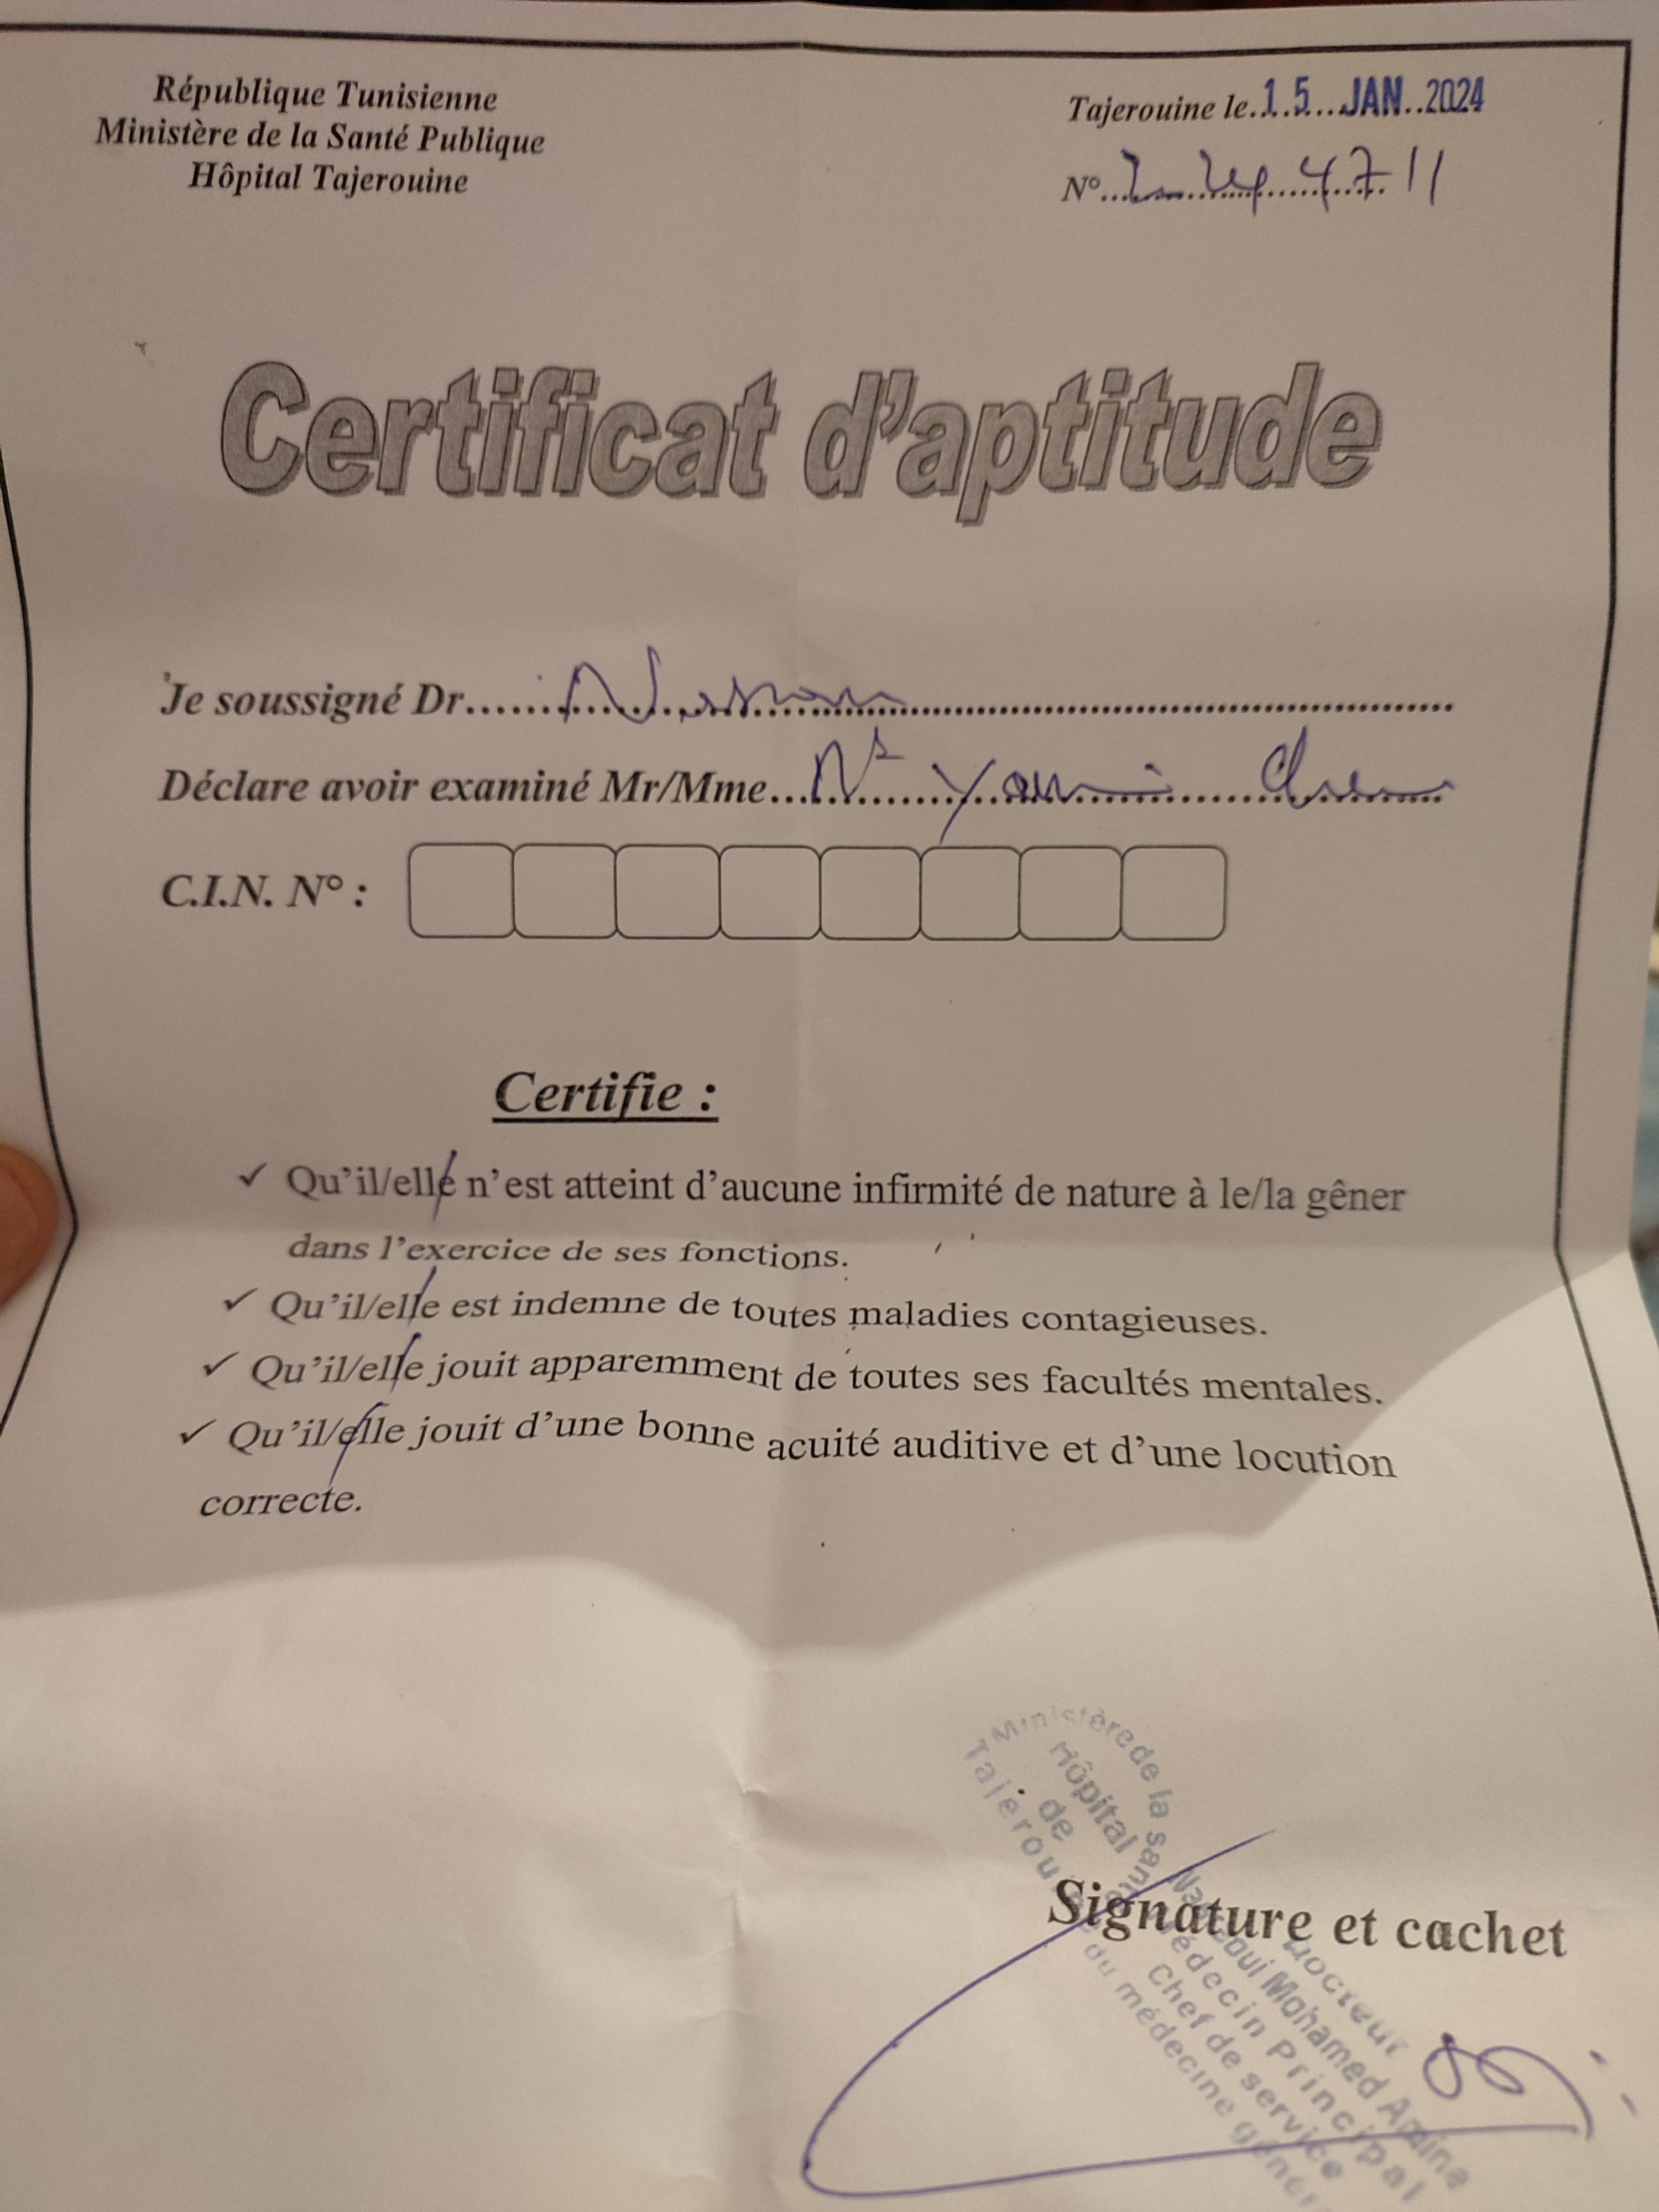 République Tunisienne
Ministère de la Santé Publique
Hôpital Tajerouine
Tajerouine le...15...JAN..2024
N°
Certificat d'aptitude
Je soussigné Dr
Déclare avoir examiné Mr/Mme
C.I.N. N° :
Certifie :
✓ Qu'il/elle n'est atteint d'aucune infirmité de nature à le/la gêner
dans l'exercice de ses fonctions.
✓ Qu'il/elle est indemne de toutes maladies contagieuses.
✓ Qu'il/elle jouit apparemment de toutes ses facultés mentales.
✓ Qu'il/elle jouit d'une bonne acuité auditive et d'une locution
correcte.
Ministère de la santé
Hôpital
de
Signature et cachet
Docteur
Mohamed Amine
Médecin Principal
Chef de service
du médecine